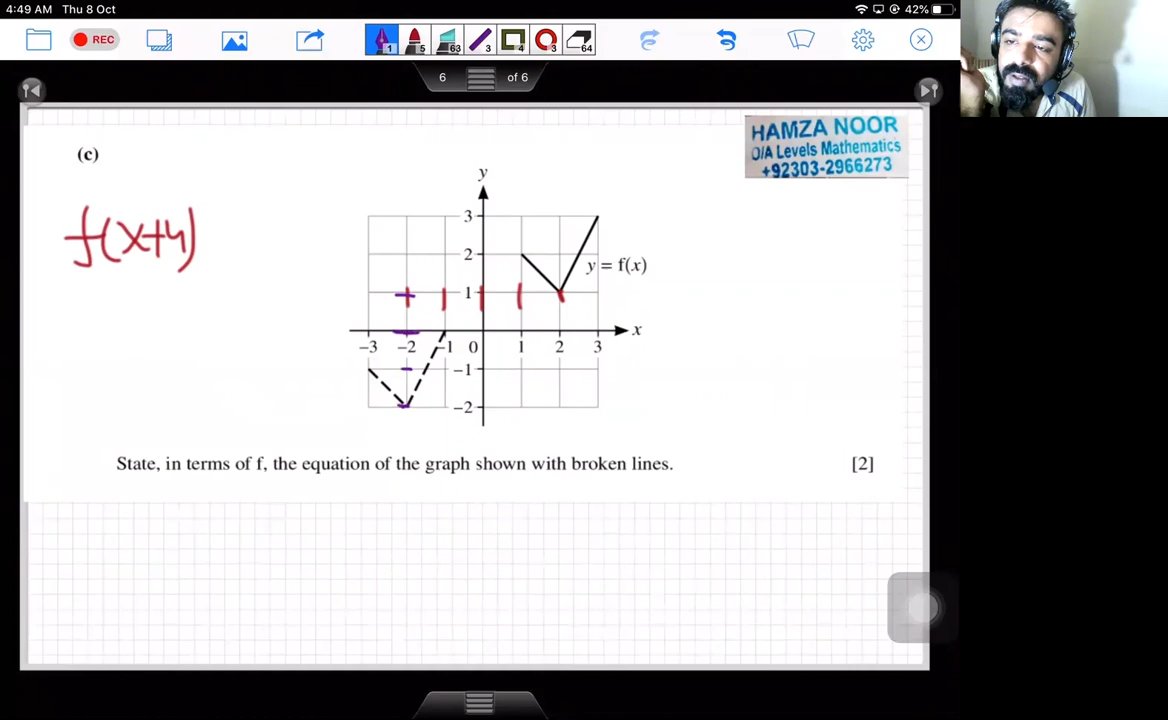 4:49 AM Thu 8 Oct
42%
REC
1
5
63
3
4
3
64
6 of 6
HAMZA NOOR
O/A Levels Mathematics
+92303-2966273
(c)
f(x+4)
y
3
2
y = f(x)
1
x
-3 -2 -1 0 1 2 3
-1
-2
State, in terms of f, the equation of the graph shown with broken lines. [2]